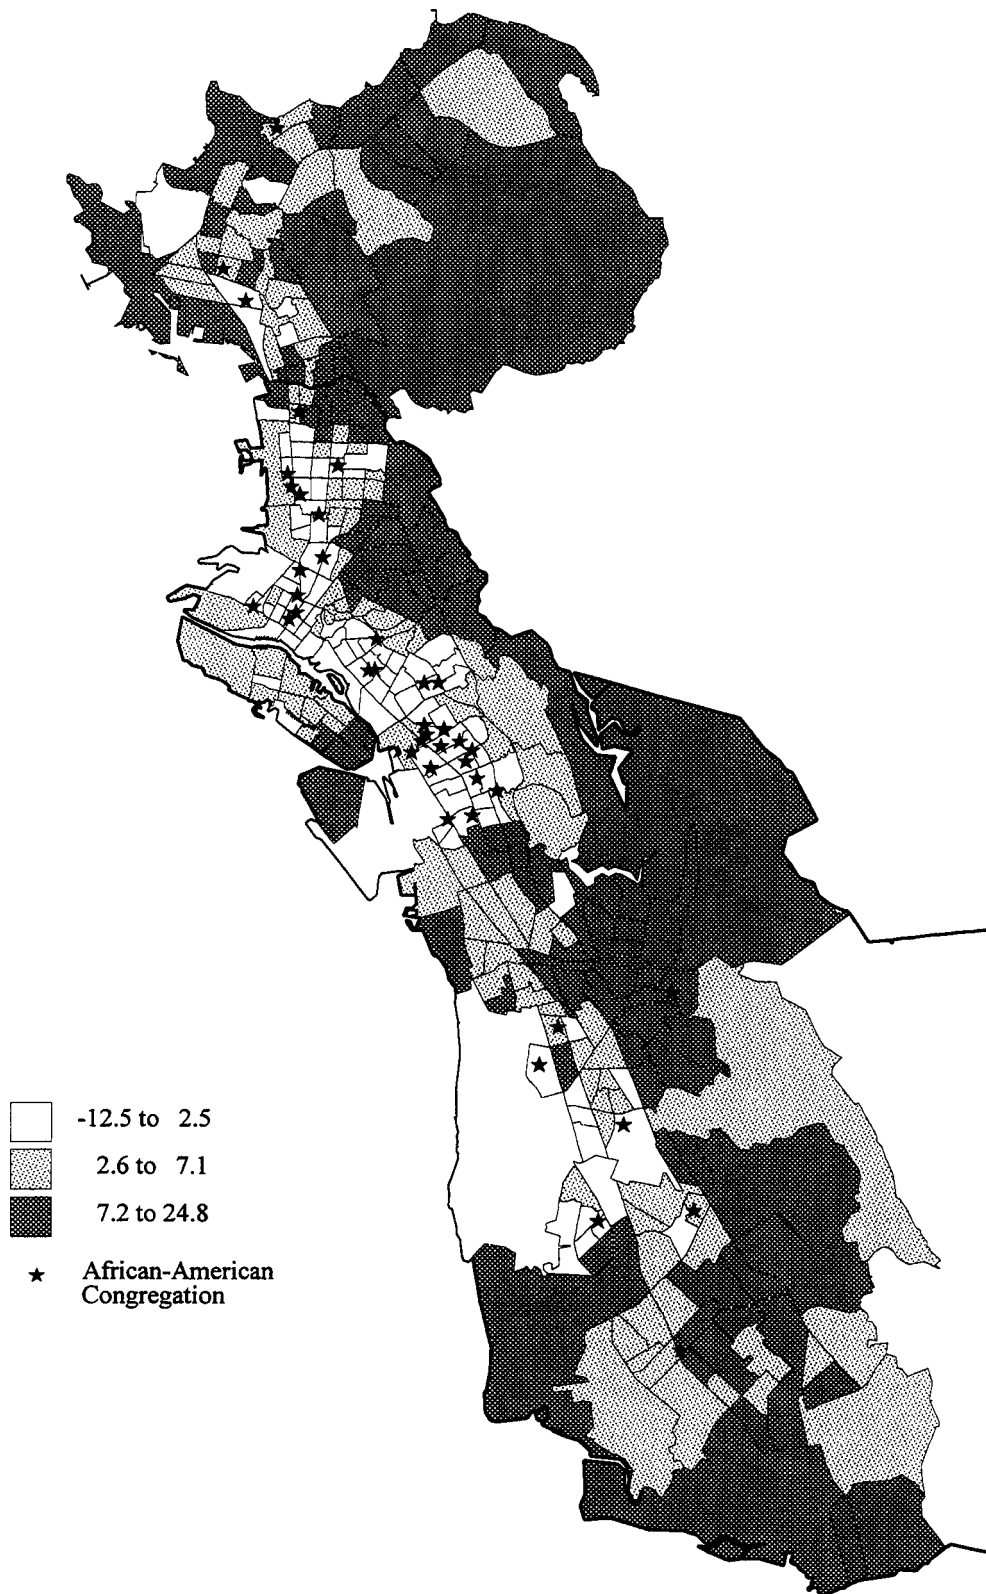 -12.5 to 2.5
2.6 to 7.1
7.2 to 24.8
African-American
Congregation